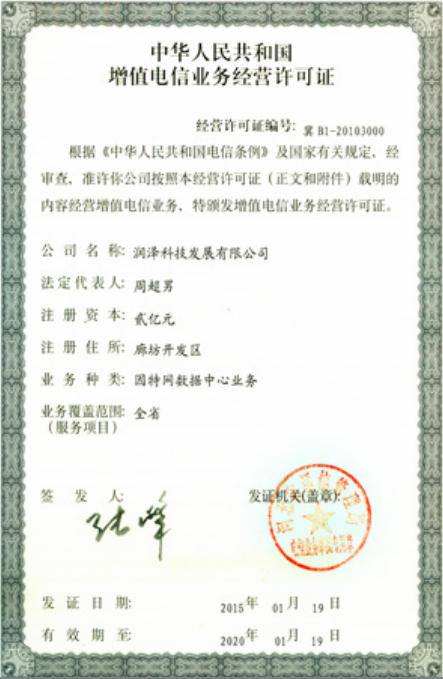 中华人民共和国
增值电信业务经营许可证
经营许可证编号: 冀 B1-20103000
根据《中华人民共和国电信条例》及国家有关规定，经
审查，准许你公司按照本经营许可证（正文和附件）载明的
内容经营增值电信业务，特颁发增值电信业务经营许可证。
公司名称: 润泽科技发展有限公司
法定代表人: 周超男
注册资本: 贰亿元
注册住所: 廊坊开发区
业务种类: 因特网数据中心业务
业务覆盖范围: 全省
（服务项目）
签发人:
发证机关(盖章):
发证日期: 2015年 01月 19日
有效期至: 2020年 01月 19日